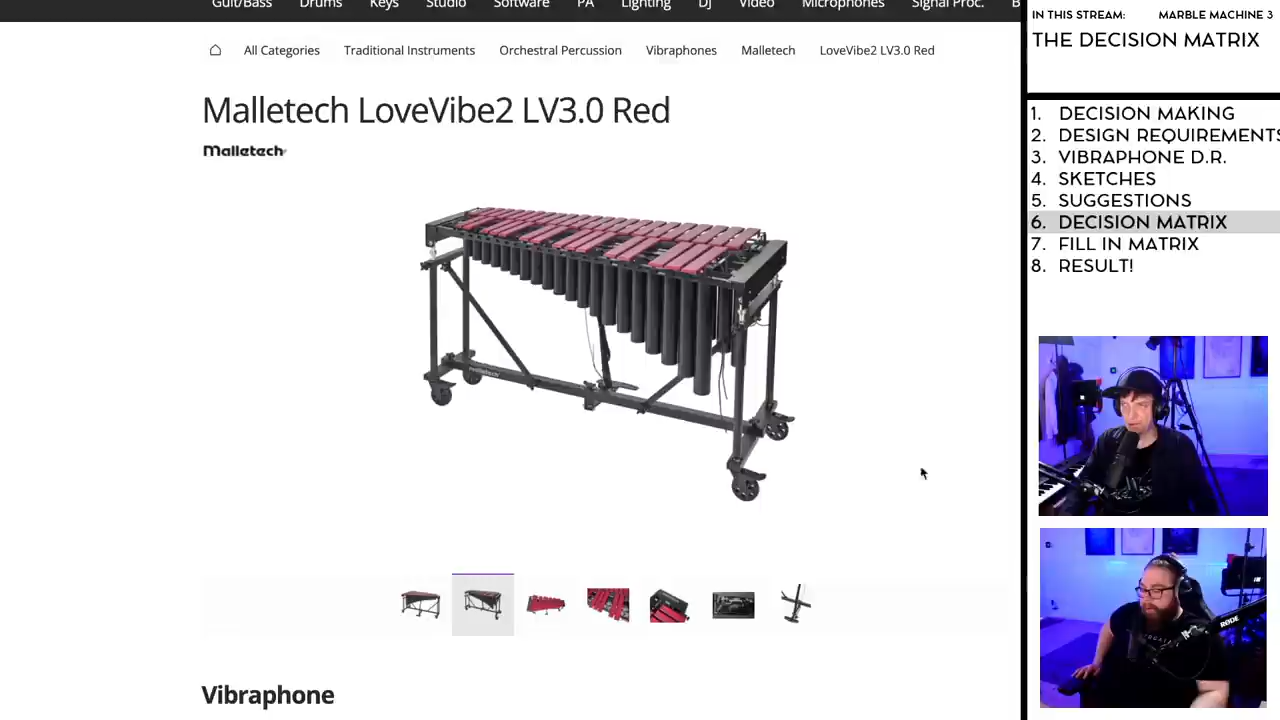 Guit/Bass Drums Keys Studio Software PA Lighting DJ Video Microphones Signal Proc.
All Categories Traditional Instruments Orchestral Percussion Vibraphones Malletech LoveVibe2 LV3.0 Red
Malletech LoveVibe2 LV3.0 Red
Malletech
malletech
Vibraphone
IN THIS STREAM: MARBLE MACHINE 3
THE DECISION MATRIX
1. DECISION MAKING
2. DESIGN REQUIREMENTS
3. VIBRAPHONE D.R.
4. SKETCHES
5. SUGGESTIONS
6. DECISION MATRIX
7. FILL IN MATRIX
8. RESULT!
RØDE